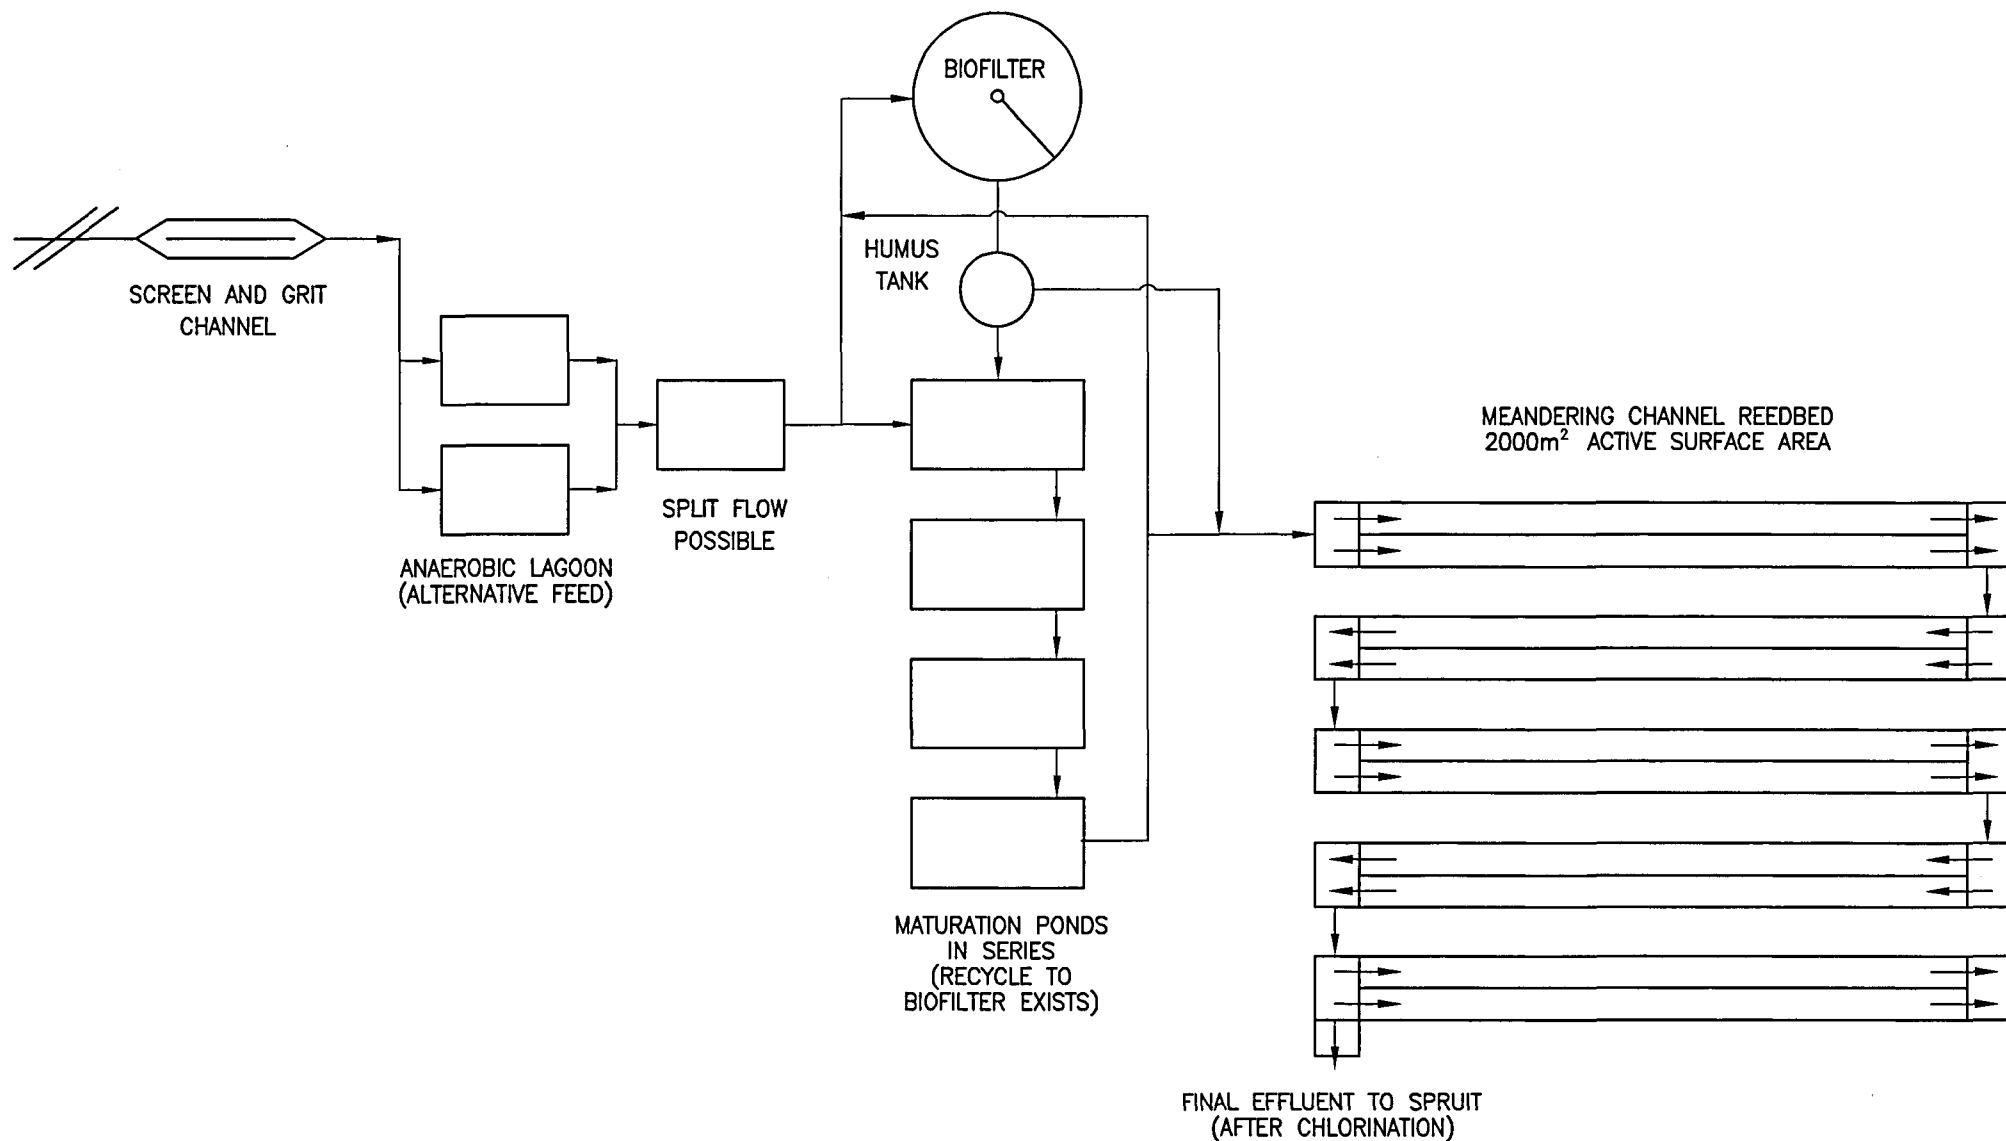 BIOFILTER
SCREEN AND GRIT
CHANNEL
HUMUS
TANK
ANAEROBIC LAGOON
(ALTERNATIVE FEED)
SPLIT FLOW
POSSIBLE
MATURATION PONDS
IN SERIES
(RECYCLE TO
BIOFILTER EXISTS)
MEANDERING CHANNEL REEDBED
2000m² ACTIVE SURFACE AREA
FINAL EFFLUENT TO SPRUIT
(AFTER CHLORINATION)